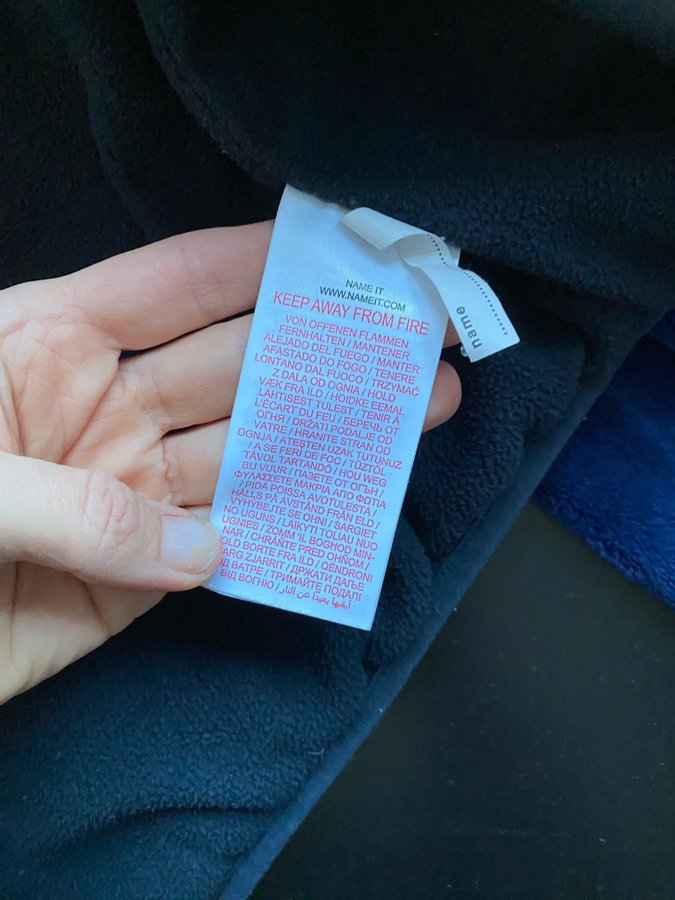 NAME IT
WWW.NAMEIT.COM
KEEP AWAY FROM FIRE
VON OFFENEN FLAMMEN
FERNHALTEN / MANTENER
ALEJADO DEL FUEGO / MANTER
AFASTADO DO FOGO / TENERE
LONTANO DAL FUOCO / TRZYMAĆ
Z DALA OD OGNIA / HOLD
VÆK FRA ILD / HOIDKE EEMAL
LAHTISEST TULEST / TENIR À
L'ÉCART DU FEU / БЕРЕЧЬ ОТ
ОГНЯ / DRŽATI PODALJE OD
VATRE / HRANITE STRAN OD
OGNJA / ATESTEN UZAK TUTUNUZ
/ A SE FERI DE FOC / TŰZTŐL
TÁVOL TARTANDÓ / HOU WEG
BIJ VUUR / ПАЗЕТЕ ОТ ОГЪН /
ΦΥΛΑΣΣΕΤΕ ΜΑΚΡΙΑ ΑΠΟ ΦΩΤΙΑ
/ PIDÄ POISSA AVOTULESTA /
HÅLLS PÅ AVSTÅND FRÅN ELD /
VYHÝBEJTE SE OHNI / SARGIET
NO UGUNS / LAIKYTI TOLIAU NUO
UGNIES / ŻOMM 'IL BOGĦOD MIN-
NAR / CHRÁŇTE PRED OHŇOM /
OLD BORTE FRÅ ILD / QËNDRONI
ARG ZJARRIT / ДРЖАТИ ДАЉЕ
Д ВАТРЕ / ТРИМАЙТЕ ПОДАЛІ
ВІД ВОГНЮ / أبقيها بعيداً عن النار
name